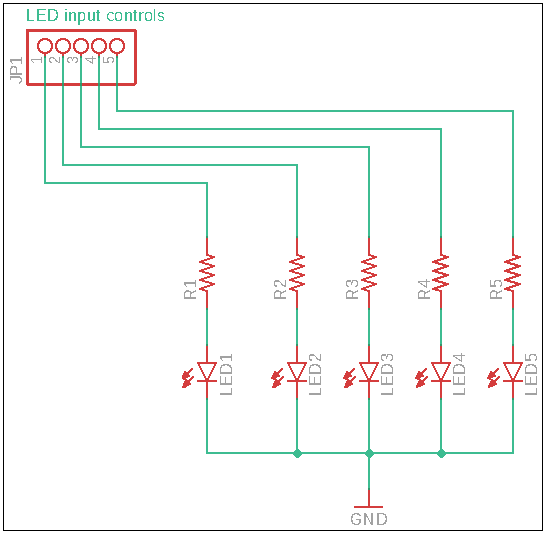 LED input controls
JP1
1 2 3 4 5
R1 R2 R3 R4 R5
LED1 LED2 LED3 LED4 LED5
GND